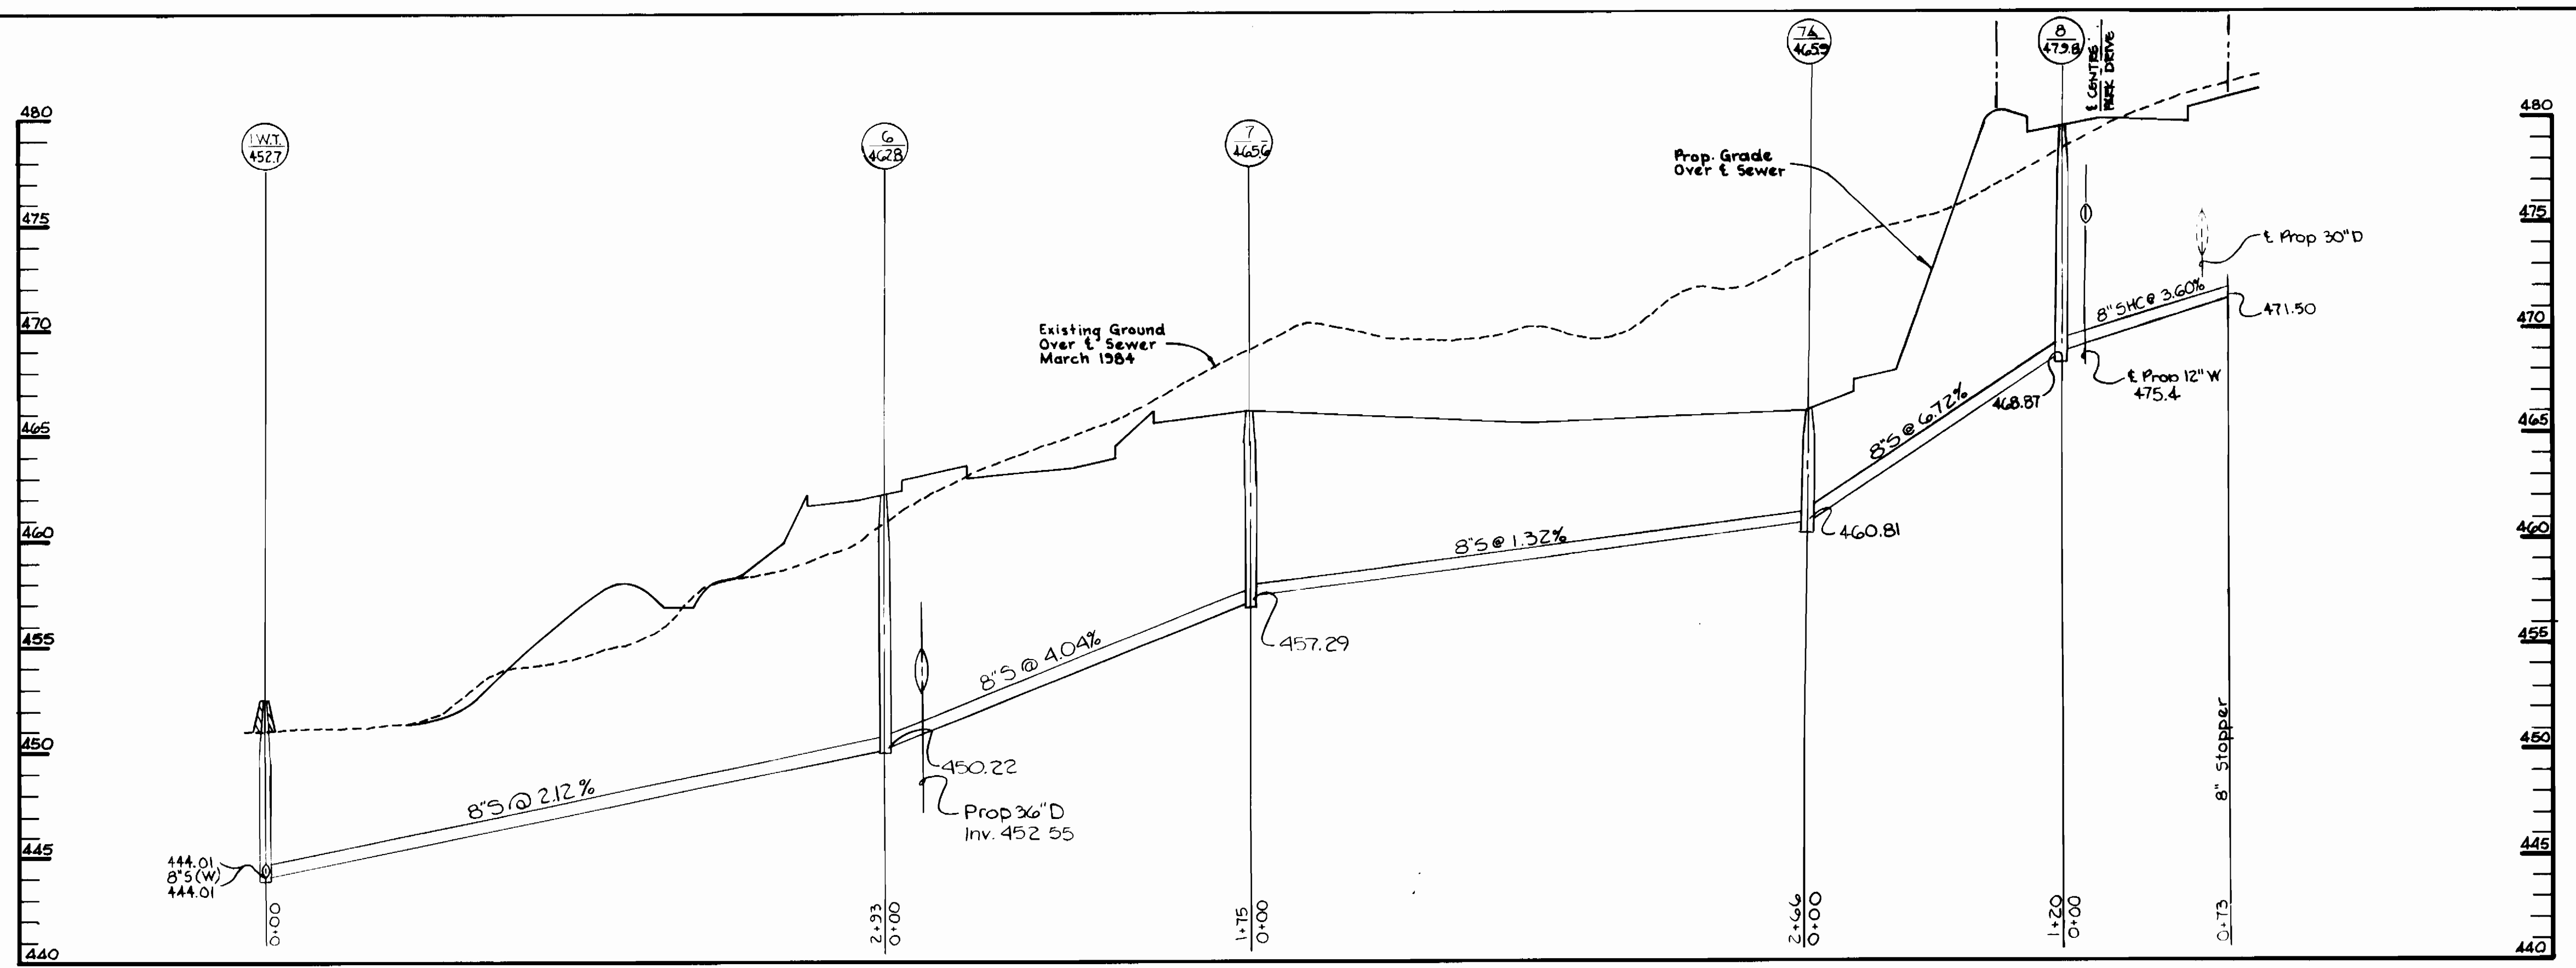 1 W.T.
452.7
6
462.8
7
465.6
7A
465.9
8
479.8
℄ CENTRE
PARK DRIVE
480
475
470
465
460
455
450
445
440
480
475
470
465
460
455
450
445
440
Prop. Grade
Over ℄ Sewer
Existing Ground
Over ℄ Sewer
March 1984
℄ Prop 30"D
8" SHC @ 3.60%
471.50
℄ Prop 12" W
475.4
468.87
8"S @ 6.72%
460.81
8"S @ 1.32%
457.29
8"S @ 4.04%
450.22
Prop 36"D
Inv. 452 55
8"S @ 2.12%
444.01
8"S (W)
444.01
8" Stopper
0+00
2+93
0+00
1+75
0+00
2+66
0+00
1+20
0+00
0+73